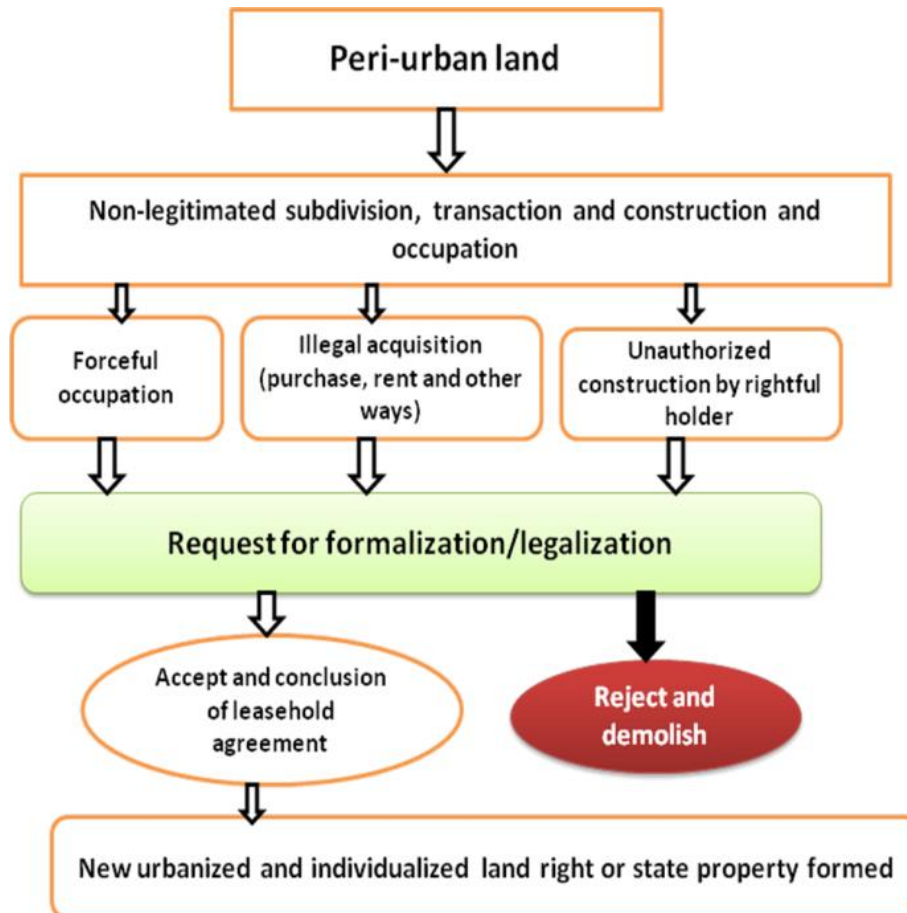 Peri-urban land
Non-legitimated subdivision, transaction and construction and
occupation
Forceful
occupation
Illegal acquisition
(purchase, rent and other
ways)
Unauthorized
construction by rightful
holder
Request for formalization/legalization
Accept and conclusion
of leasehold
agreement
Reject and
demolish
New urbanized and individualized land right or state property formed